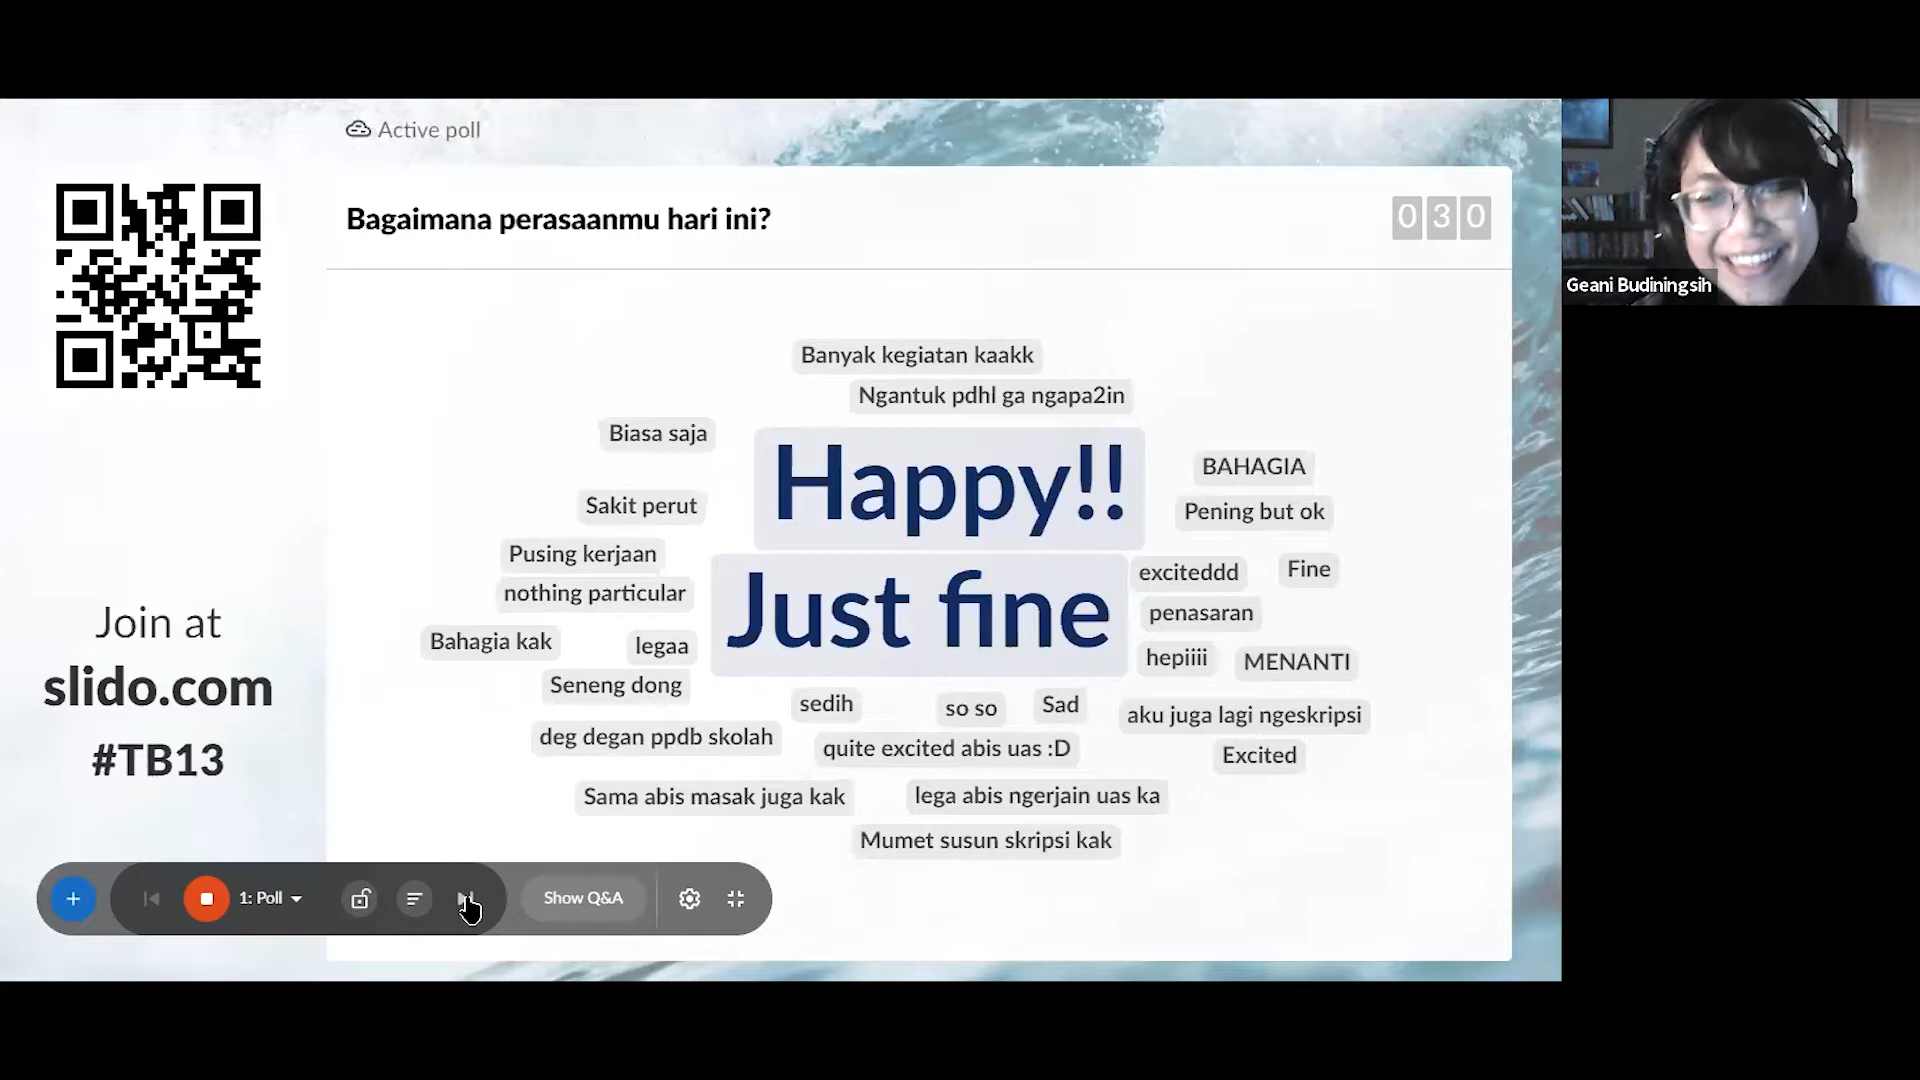 Active poll
Bagaimana perasaanmu hari ini?
030
Geani Budiningsih
Banyak kegiatan kaakk
Ngantuk pdhl ga ngapa2in
Biasa saja
Happy!!
BAHAGIA
Sakit perut
Pening but ok
Pusing kerjaan
exciteddd
Fine
nothing particular
Just fine
penasaran
Bahagia kak
legaa
hepiiii
MENANTI
Seneng dong
sedih
so so
Sad
aku juga lagi ngeskripsi
deg degan ppdb skolah
quite excited abis uas :D
Excited
Sama abis masak juga kak
lega abis ngerjain uas ka
Mumet susun skripsi kak
Join at
slido.com
#TB13
1: Poll
Show Q&A